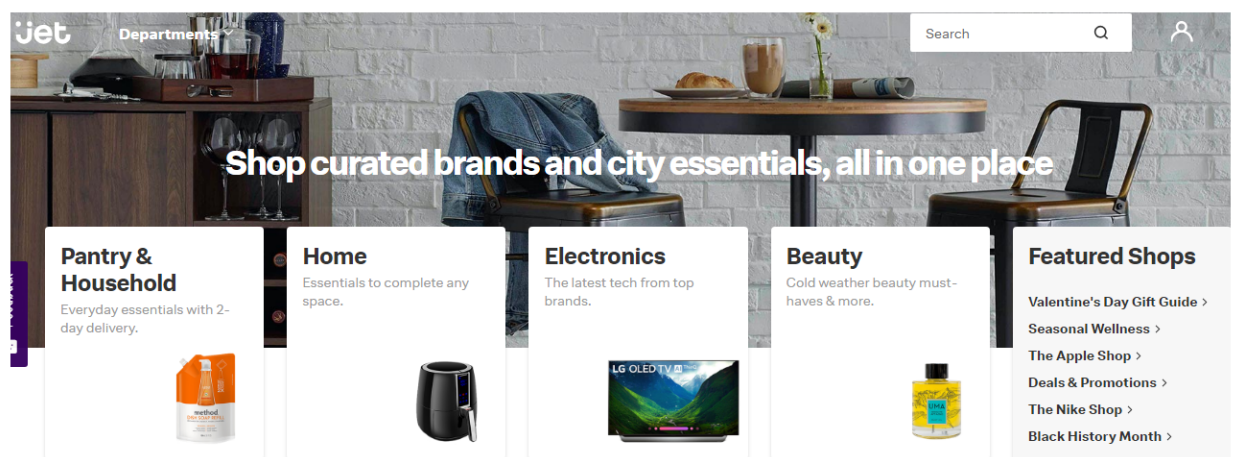 jet
Departments
Search
Shop curated brands and city essentials, all in one place
Pantry &
Household
Everyday essentials with 2-
day delivery.
method
Home
Essentials to complete any
space.
Electronics
The latest tech from top
brands.
LG OLED TV AI
Beauty
Cold weather beauty must-
haves & more.
UMA
Featured Shops
Valentine's Day Gift Guide >
Seasonal Wellness >
The Apple Shop >
Deals & Promotions >
The Nike Shop >
Black History Month >